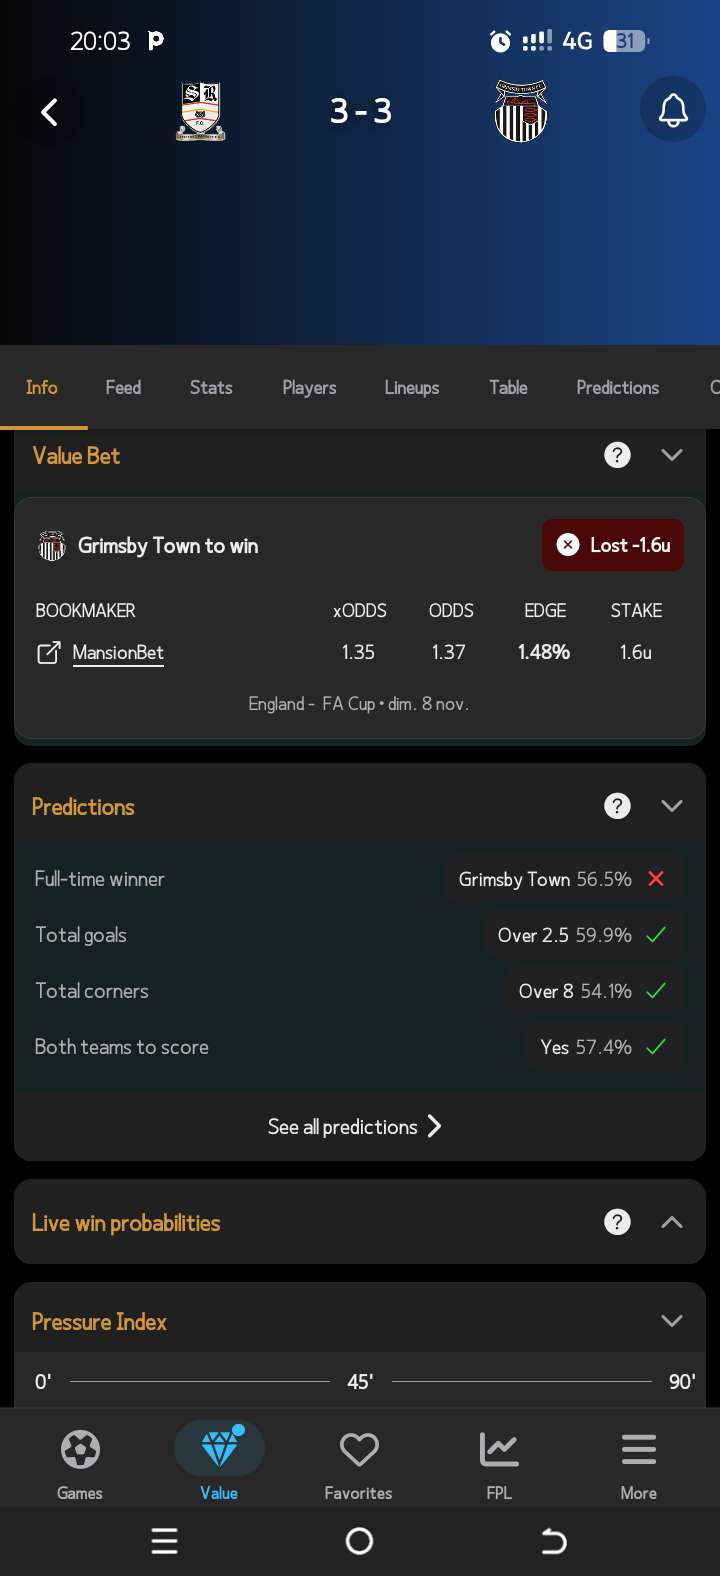 20:03
4G 31
3 - 3
Info Feed Stats Players Lineups Table Predictions
Value Bet ?
Grimsby Town to win Lost -1.6u
BOOKMAKER xODDS ODDS EDGE STAKE
MansionBet 1.35 1.37 1.48% 1.6u
England - FA Cup • dim. 8 nov.
Predictions ?
Full-time winner Grimsby Town 56.5%
Total goals Over 2.5 59.9%
Total corners Over 8 54.1%
Both teams to score Yes 57.4%
See all predictions
Live win probabilities ?
Pressure Index
0' 45' 90'
Games Value Favorites FPL More